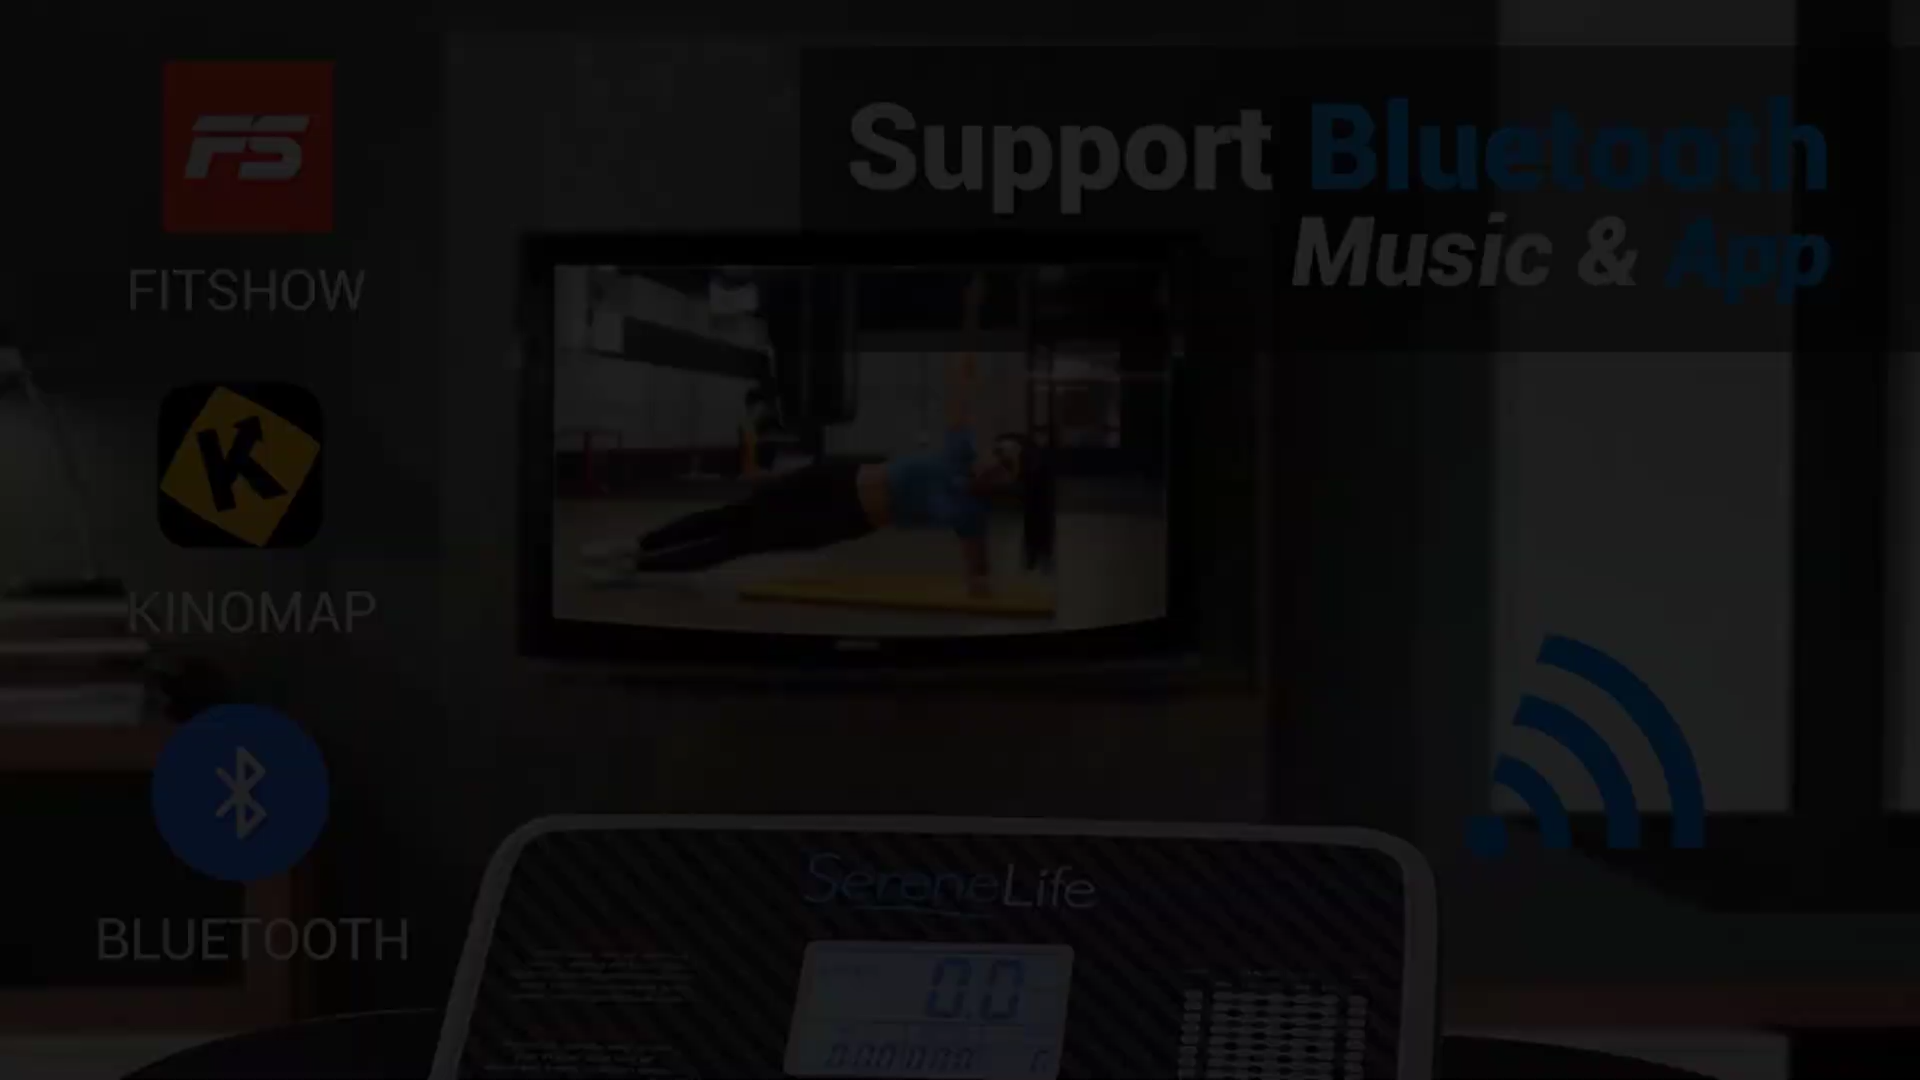 FS
Support Bluetooth
Music & App
FITSHOW
K
KINOMAP
BLUETOOTH
SereneLife
0.0